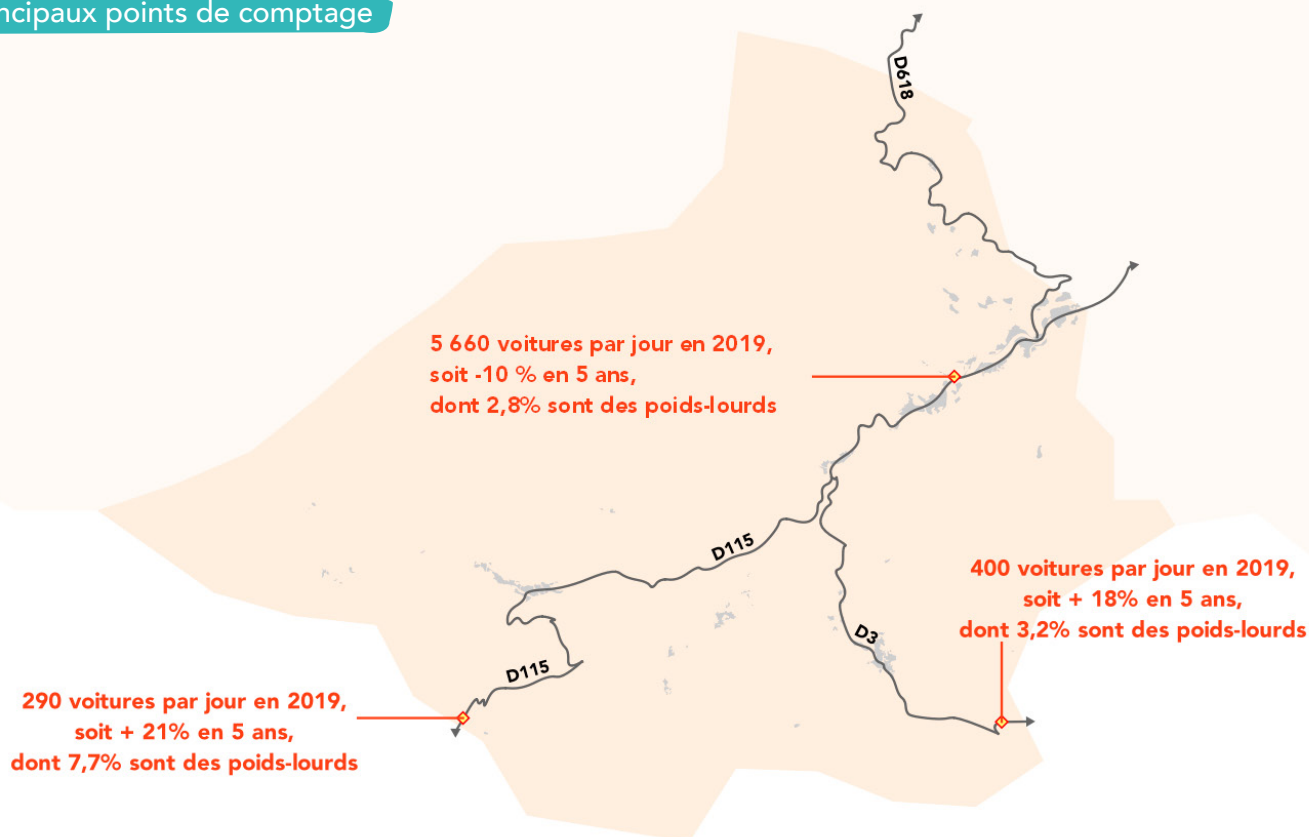 points de comptage
D618
5 660 voitures par jour en 2019,
soit -10 % en 5 ans,
dont 2,8% sont des poids-lourds
D115
400 voitures par jour en 2019,
soit + 18% en 5 ans,
dont 3,2% sont des poids-lourds
D3
D115
290 voitures par jour en 2019,
soit + 21% en 5 ans,
dont 7,7% sont des poids-lourds